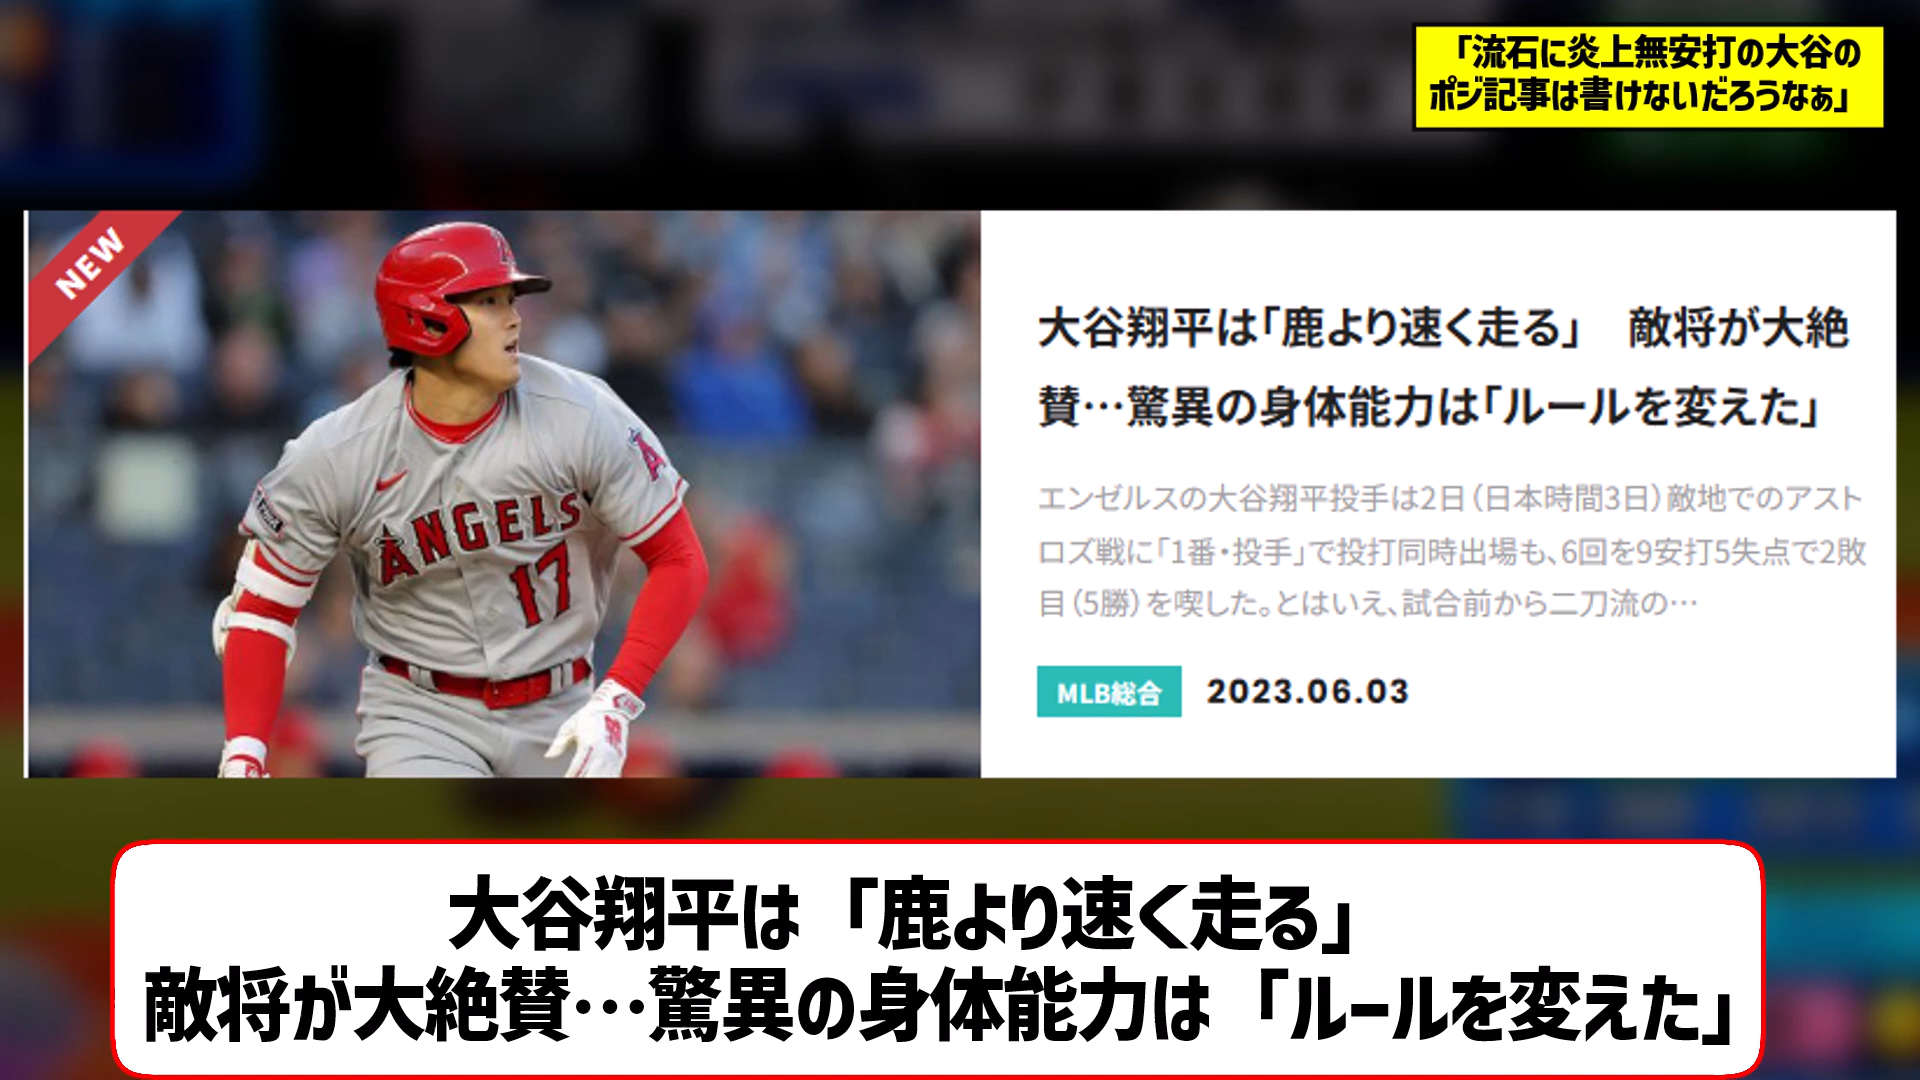 「流石に炎上無安打の大谷の
ポジ記事は書けないだろうなぁ」
NEW
ANGELS
17
大谷翔平は「鹿より速く走る」　敵将が大絶
賛…驚異の身体能力は「ルールを変えた」
エンゼルスの大谷翔平投手は2日（日本時間3日）敵地でのアスト
ロズ戦に「1番・投手」で投打同時出場も、6回を9安打5失点で2敗
目（5勝）を喫した。とはいえ、試合前から二刀流の…
MLB総合 2023.06.03
大谷翔平は「鹿より速く走る」
敵将が大絶賛…驚異の身体能力は「ルールを変えた」